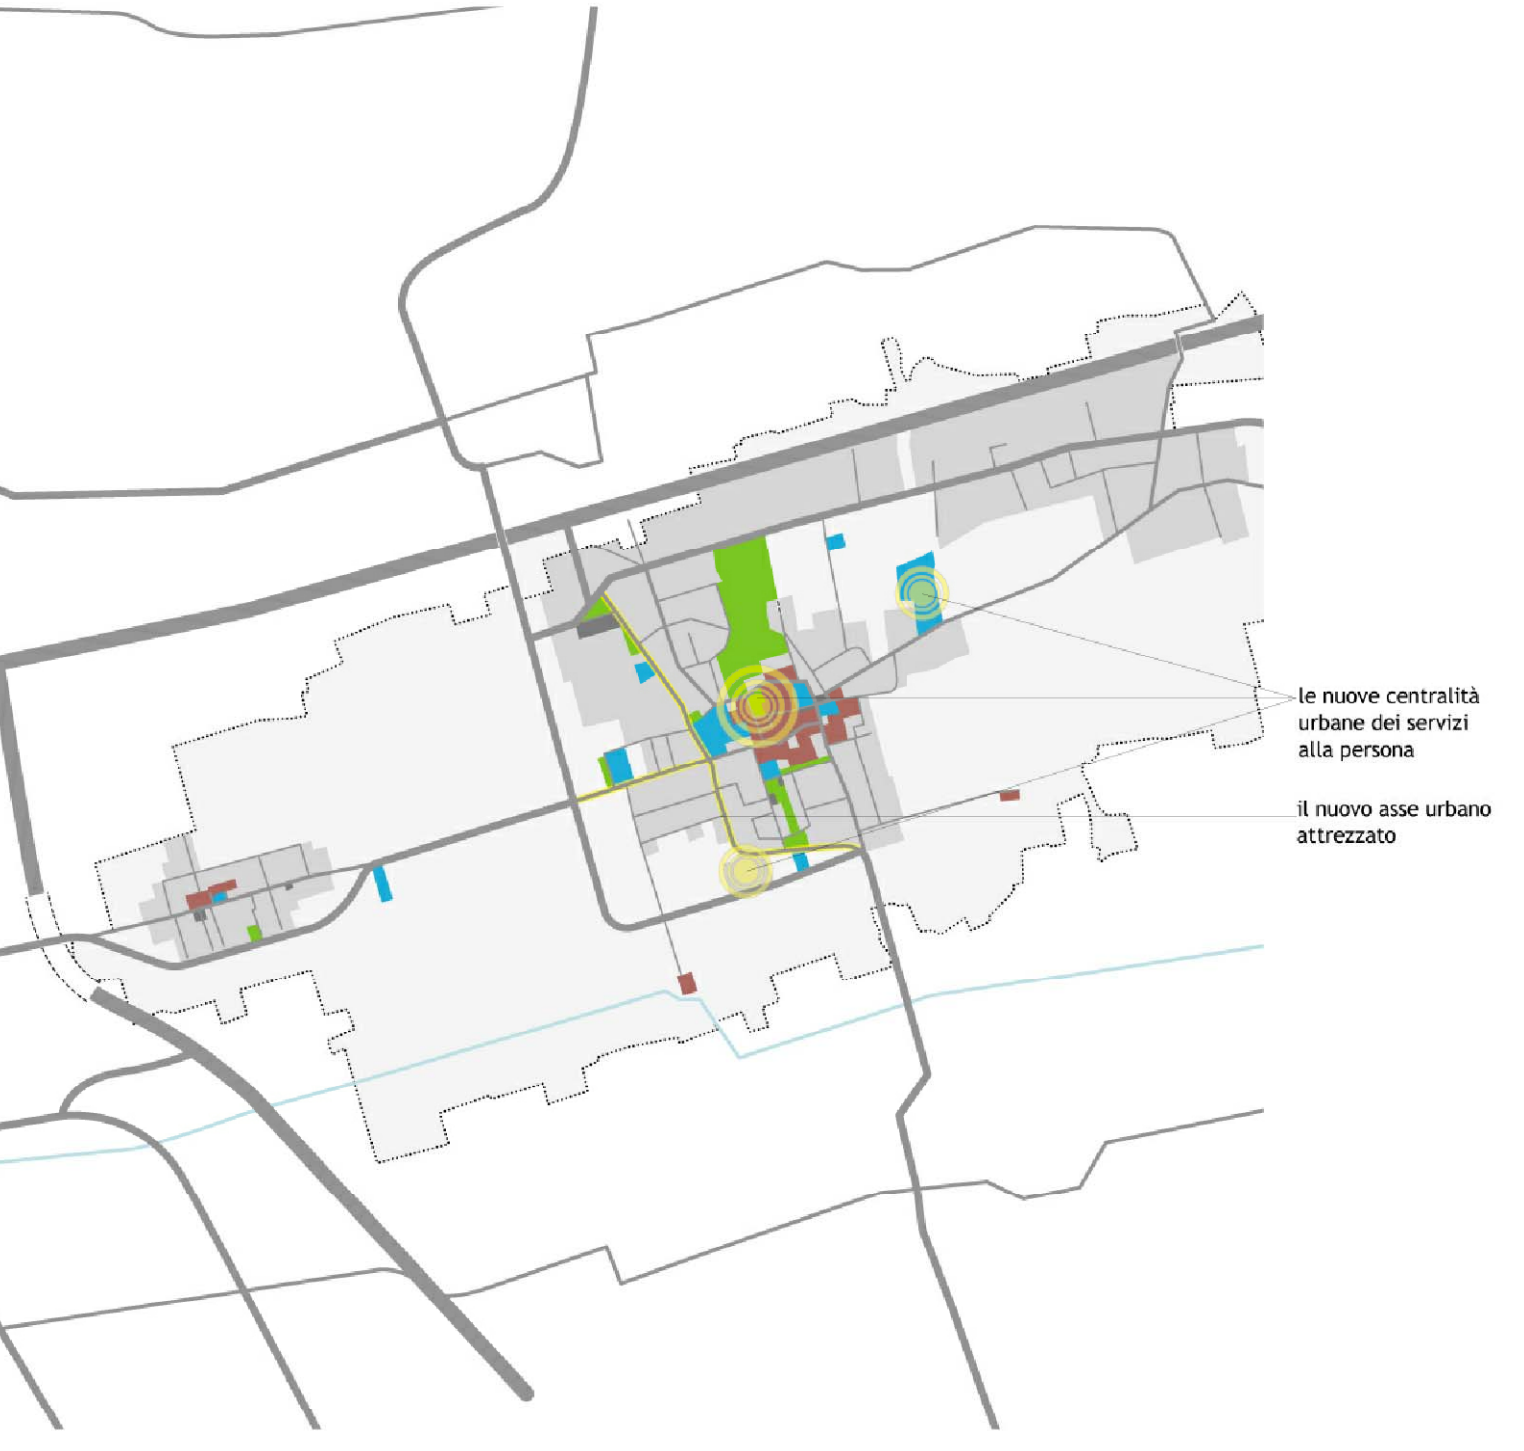 le nuove centralità
urbane dei servizi
alla persona
il nuovo asse urbano
attrezzato